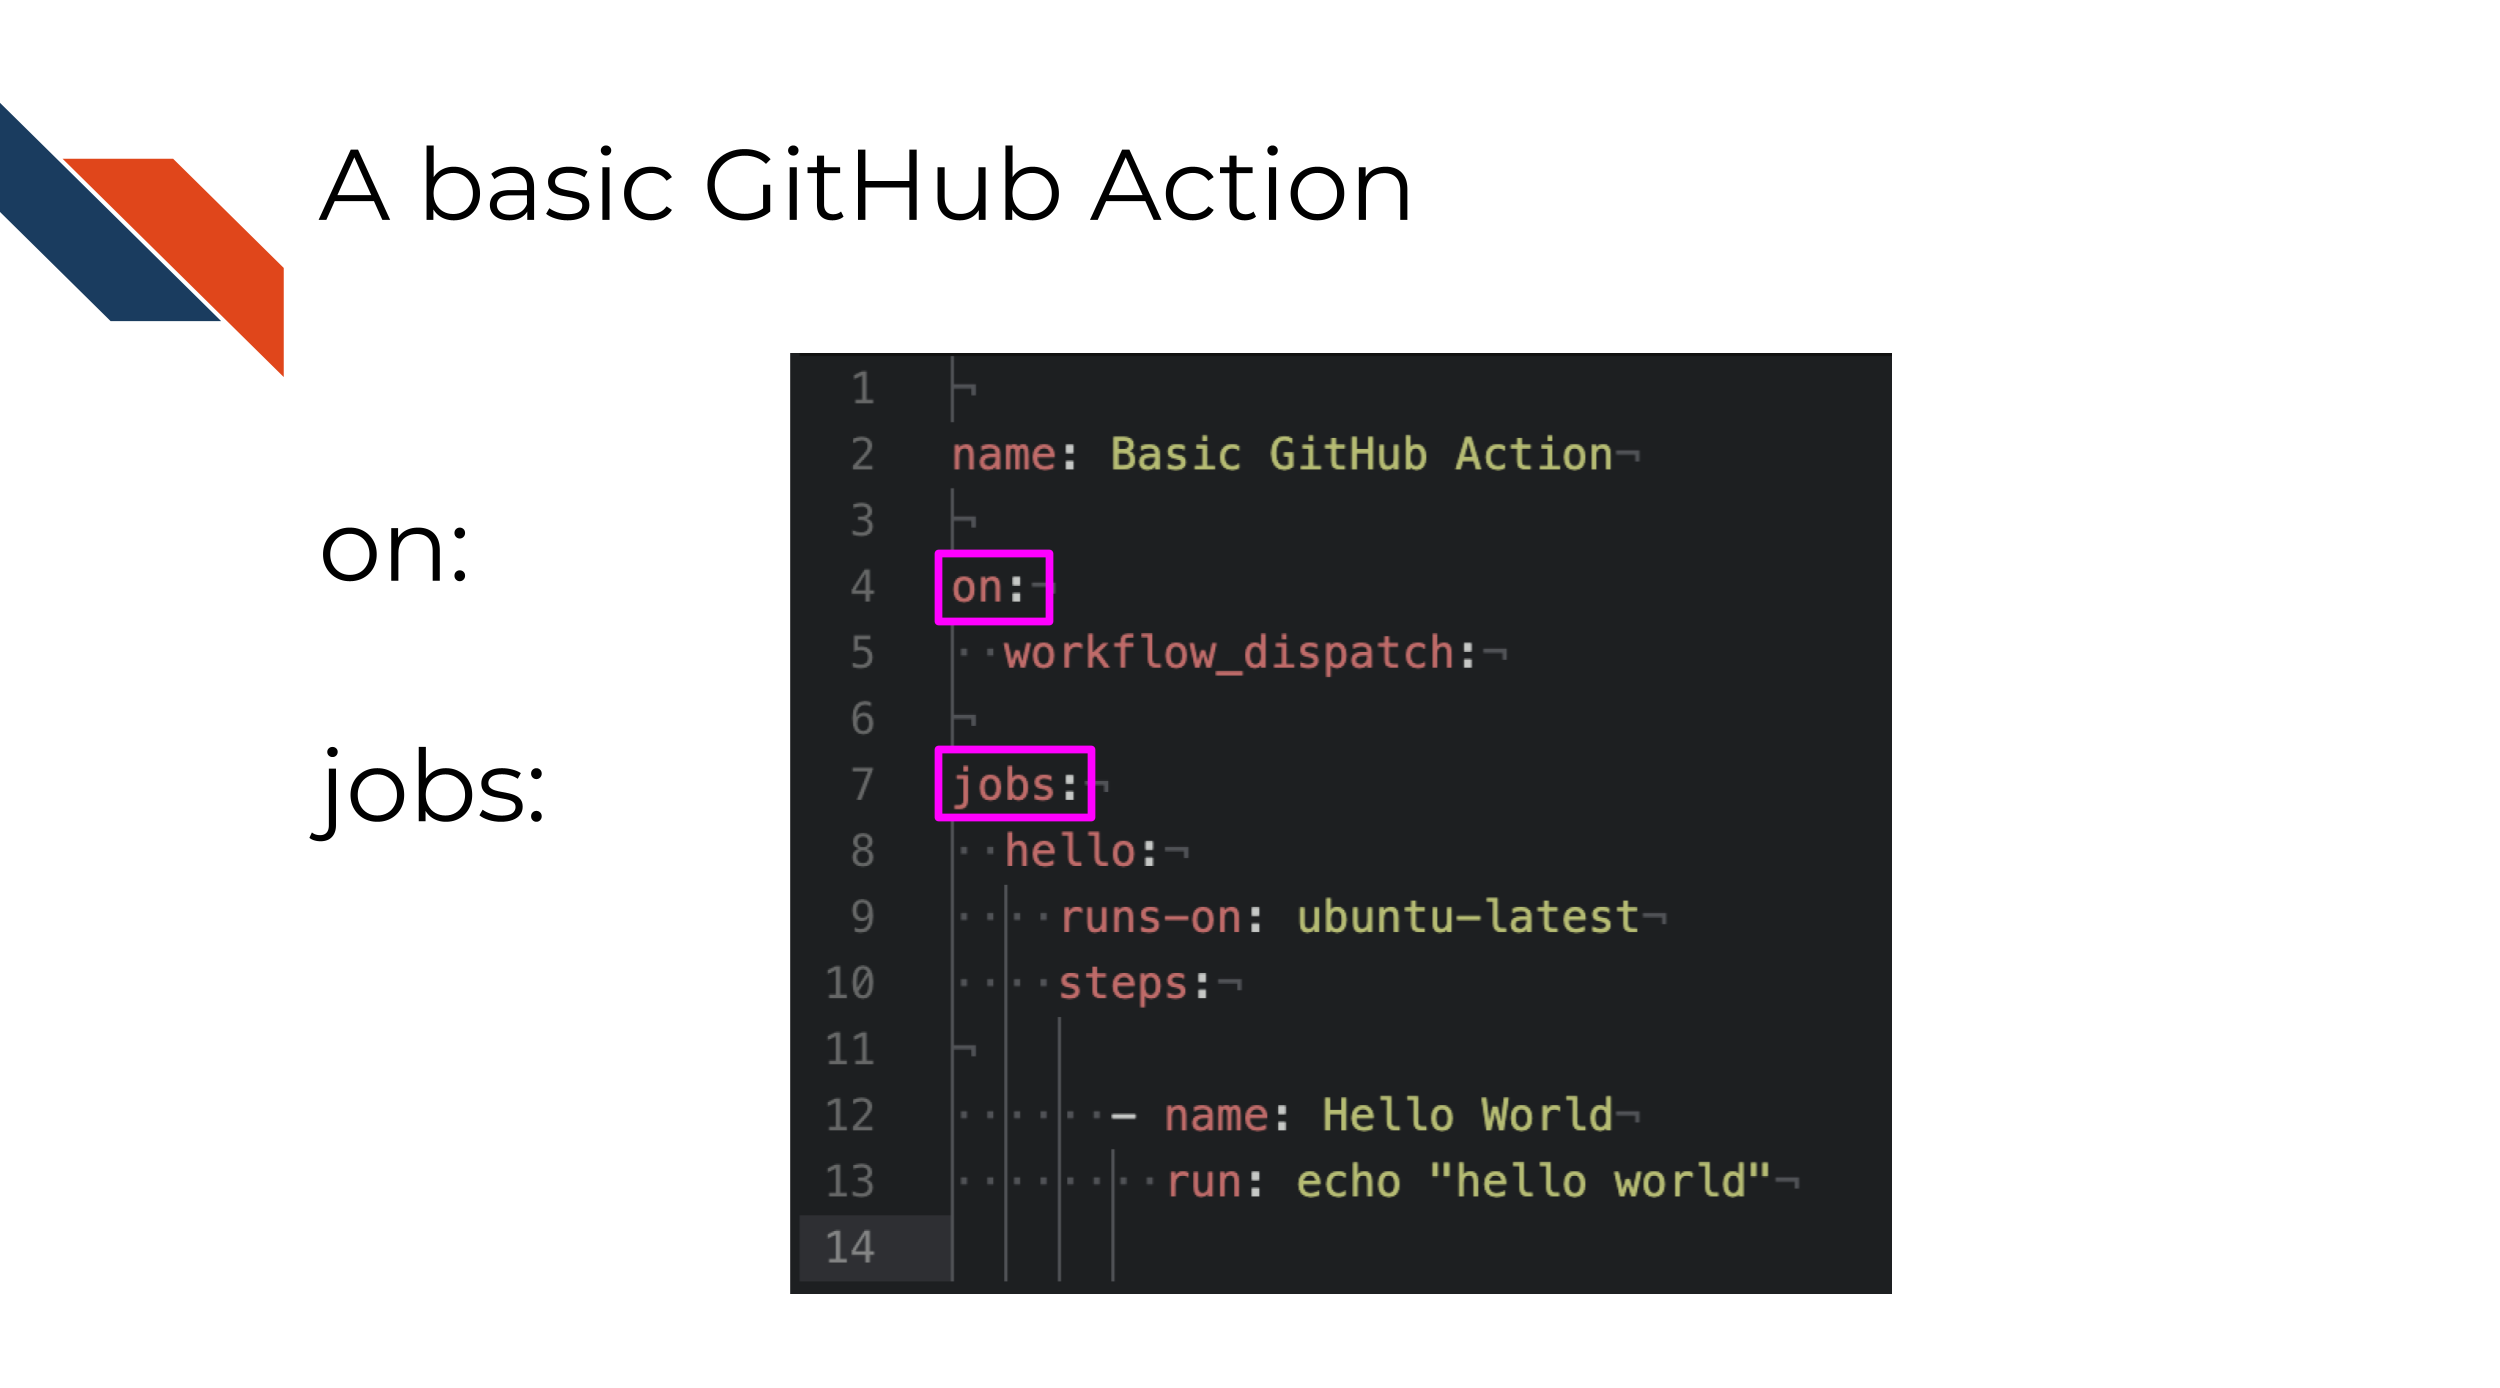 A basic GitHub Action
on:
jobs:
1 ¬
2 name: Basic GitHub Action¬
3 ¬
4 on:¬
5 ··workflow_dispatch:¬
6 ¬
7 jobs:¬
8 ··hello:¬
9 ····runs-on: ubuntu-latest¬
10 ····steps:¬
11 ¬
12 ······- name: Hello World¬
13 ········run: echo "hello world"¬
14